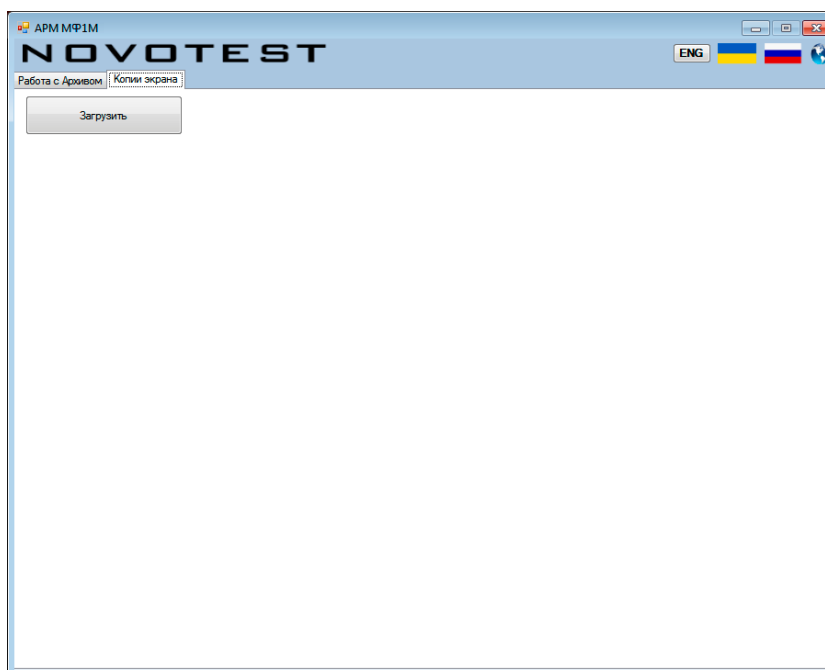 АРМ МФ1М
NOVOTEST
ENG
Работа с Архивом
Копии экрана
Загрузить